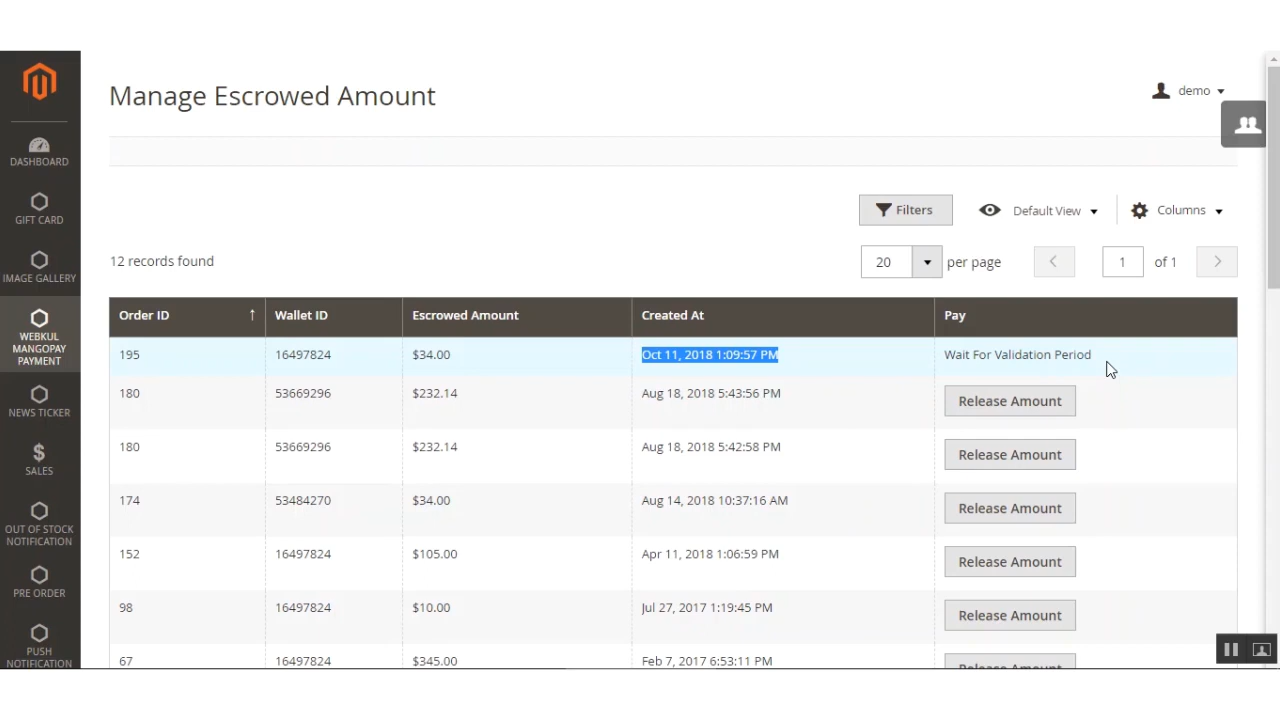 Manage Escrowed Amount
demo
DASHBOARD
GIFT CARD
IMAGE GALLERY
WEBKUL
MANGOPAY
PAYMENT
NEWS TICKER
$
SALES
OUT OF STOCK
NOTIFICATION
PRE ORDER
PUSH
NOTIFICATION
Filters
Default View
Columns
12 records found
20
per page
1
of 1
Order ID ↑ Wallet ID Escrowed Amount Created At Pay
195 16497824 $34.00 Oct 11, 2018 1:09:57 PM Wait For Validation Period
180 53669296 $232.14 Aug 18, 2018 5:43:56 PM Release Amount
180 53669296 $232.14 Aug 18, 2018 5:42:58 PM Release Amount
174 53484270 $34.00 Aug 14, 2018 10:37:16 AM Release Amount
152 16497824 $105.00 Apr 11, 2018 1:06:59 PM Release Amount
98 16497824 $10.00 Jul 27, 2017 1:19:45 PM Release Amount
67 16497824 $345.00 Feb 7, 2017 6:53:11 PM Release Amount